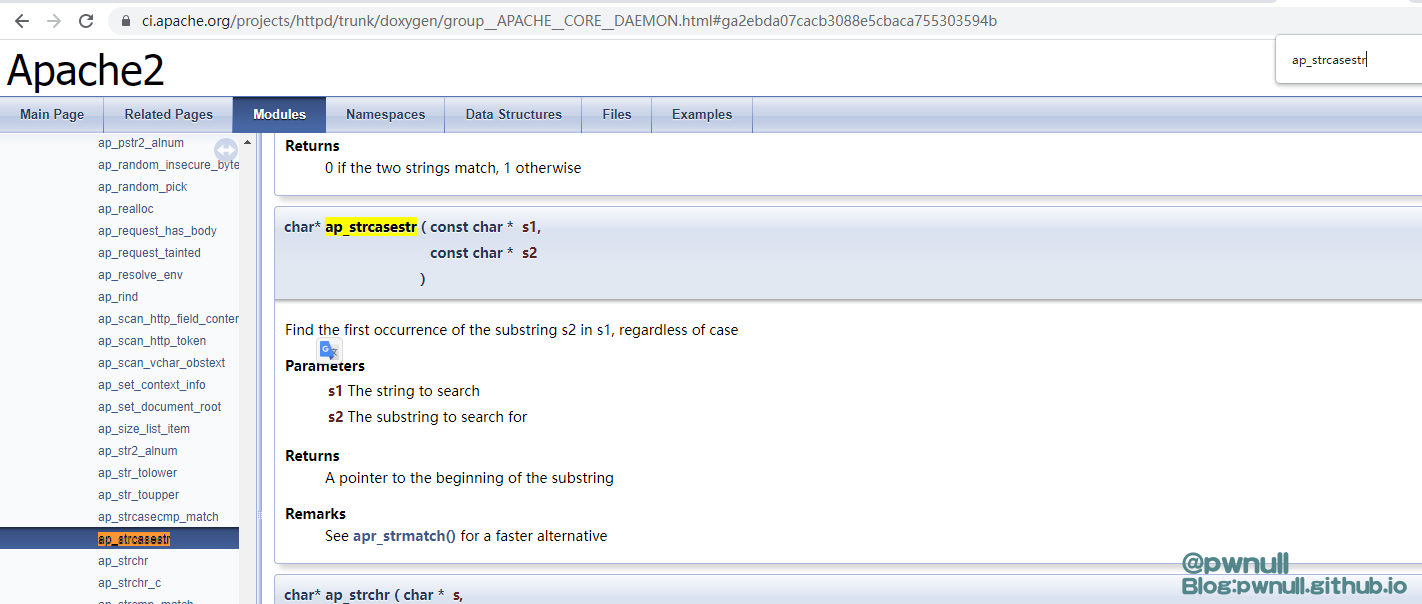 ci.apache.org/projects/httpd/trunk/doxygen/group__APACHE__CORE__DAEMON.html#ga2ebda07cacb3088e5cbaca755303594b
Apache2
ap_strcasestr
Main Page Related Pages Modules Namespaces Data Structures Files Examples
ap_pstr2_alnum
ap_random_insecure_byte
ap_random_pick
ap_realloc
ap_request_has_body
ap_request_tainted
ap_resolve_env
ap_rind
ap_scan_http_field_conter
ap_scan_http_token
ap_scan_vchar_obstext
ap_set_context_info
ap_set_document_root
ap_size_list_item
ap_str2_alnum
ap_str_tolower
ap_str_toupper
ap_strcasecmp_match
ap_strcasestr
ap_strchr
ap_strchr_c
ap_strcmp_match
Returns
0 if the two strings match, 1 otherwise
char* ap_strcasestr ( const char * s1,
const char * s2
)
Find the first occurrence of the substring s2 in s1, regardless of case
Parameters
s1 The string to search
s2 The substring to search for
Returns
A pointer to the beginning of the substring
Remarks
See apr_strmatch() for a faster alternative
char* ap_strchr ( char * s,
@pwnull
Blog:pwnull.github.io